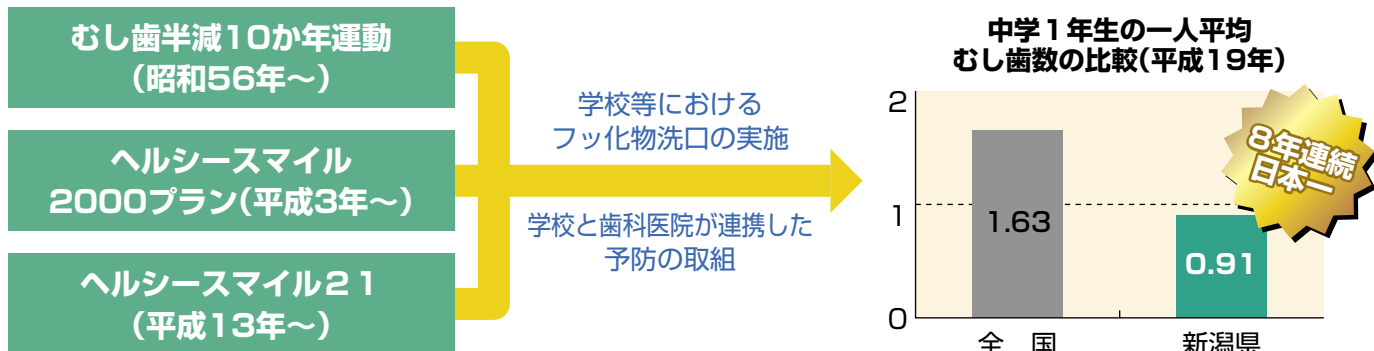 むし歯半減10か年運動
(昭和56年～)
ヘルシースマイル
2000プラン(平成3年～)
ヘルシースマイル21
(平成13年～)
学校等における
フッ化物洗口の実施
学校と歯科医院が連携した
予防の取組
中学1年生の一人平均
むし歯数の比較(平成19年)
2
1
0
1.63
0.91
8年連続
日本一
全　国
新潟県